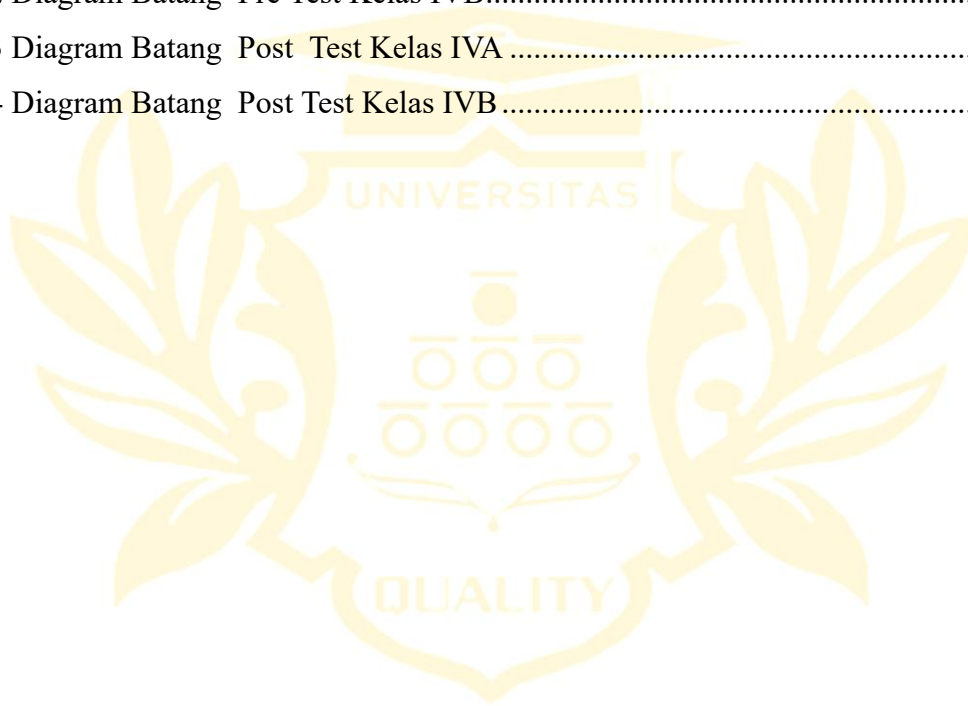 Diagram Batang Pre Test Kelas IVB..........................................................
Diagram Batang  Post  Test Kelas IVA ..........................................................
Diagram Batang  Post Test Kelas IVB ...........................................................
UNIVERSITAS
QUALITY